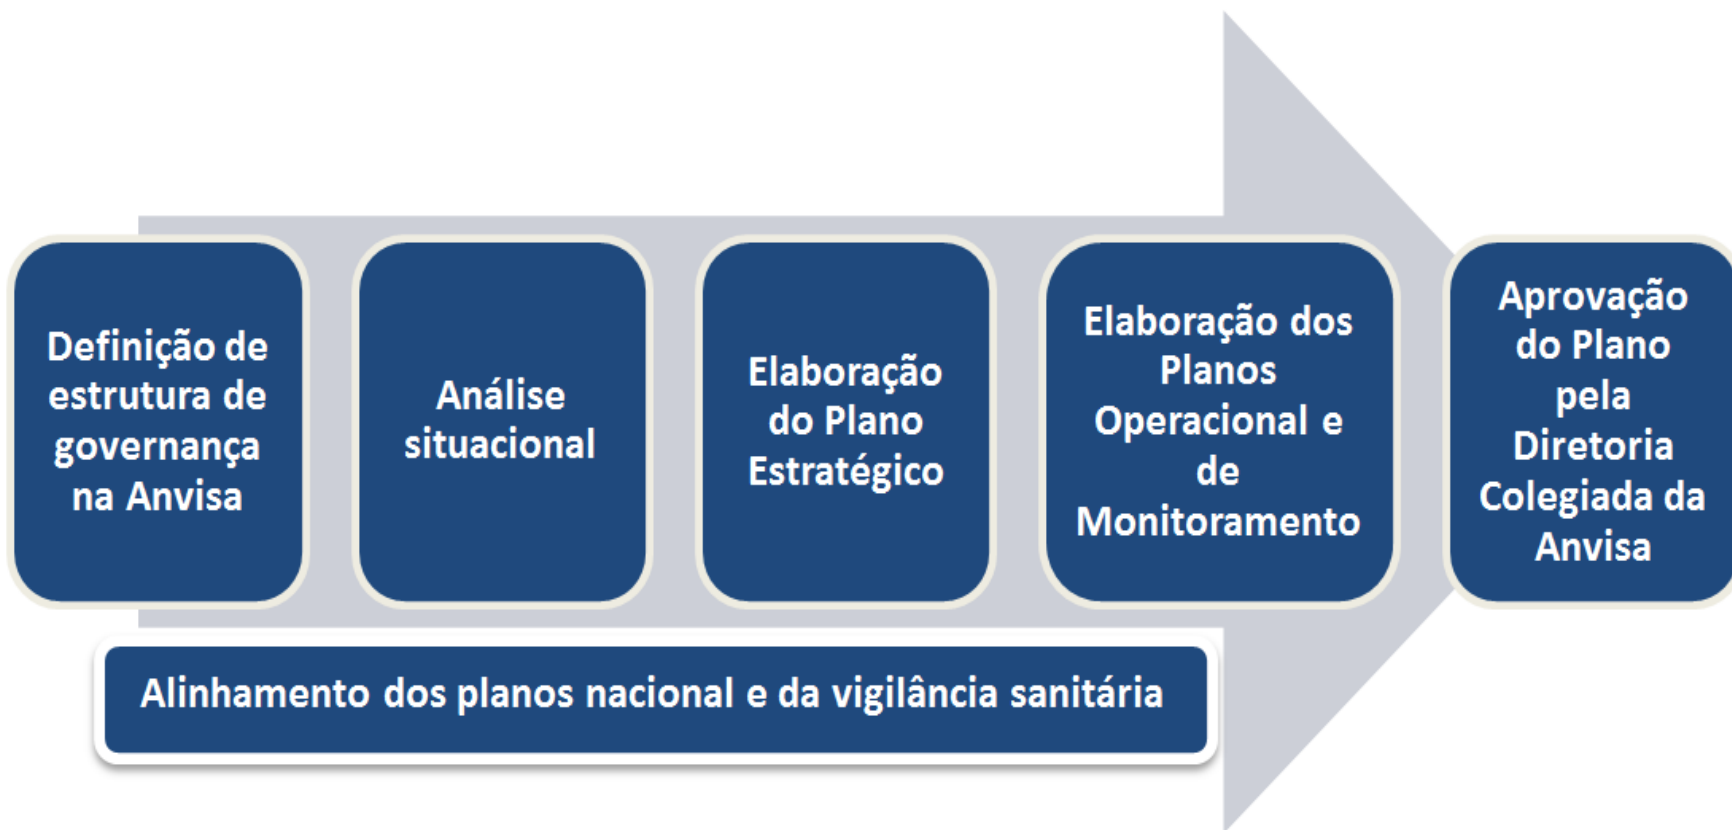 Definição de
estrutura de
governança
na Anvisa
Análise
situacional
Elaboração
do Plano
Estratégico
Elaboração dos
Planos
Operacional e
de
Monitoramento
Aprovação
do Plano
pela
Diretoria
Colegiada da
Anvisa
Alinhamento dos planos nacional e da vigilância sanitária